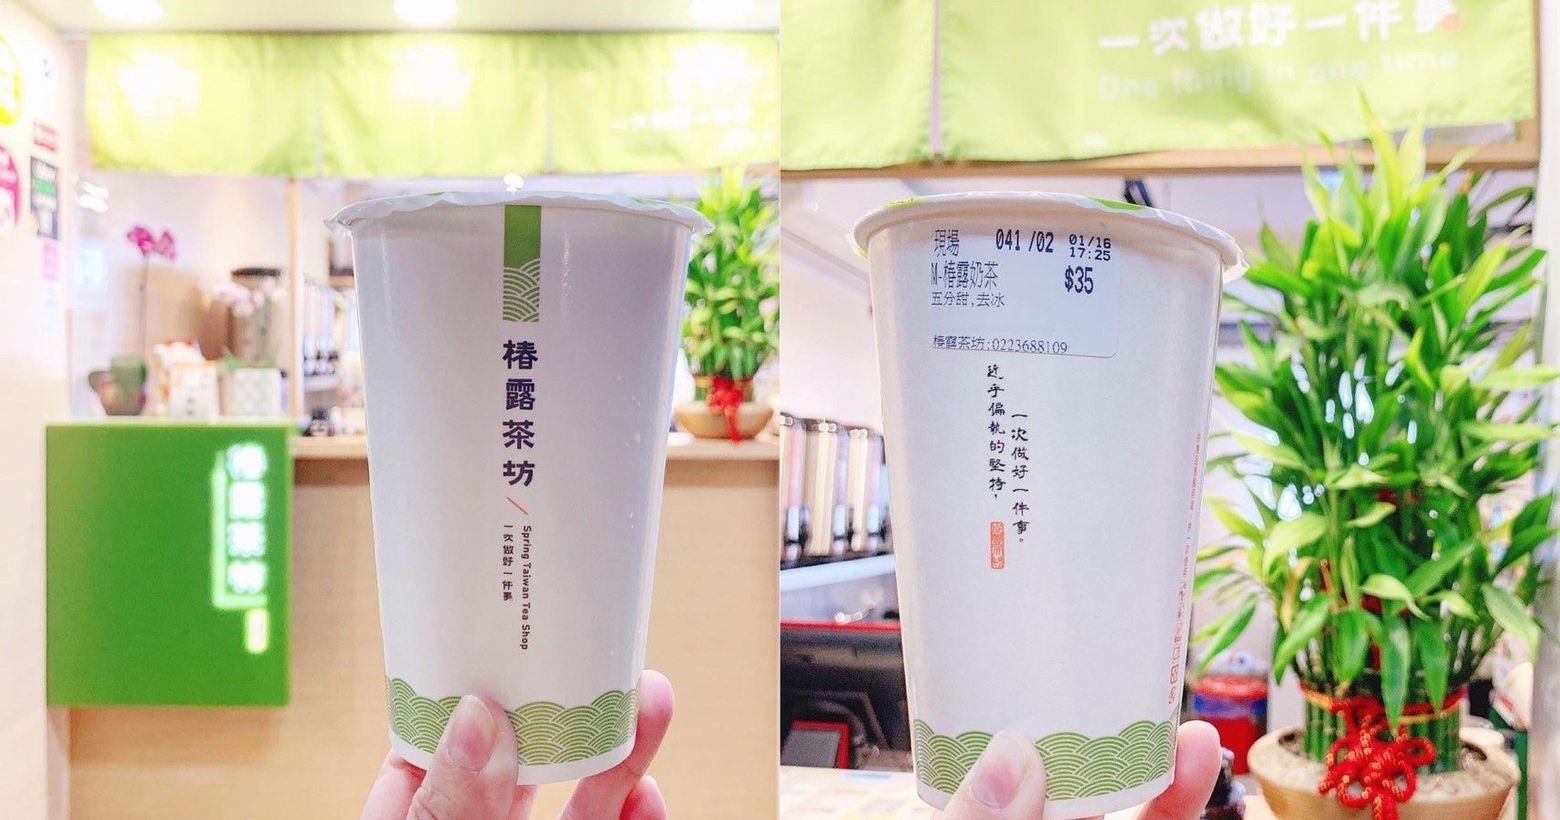 椿露茶坊
Spring Taiwan Tea Shop
一次做好一件事
椿露茶坊
一次做好一件事
One thing in one time
現場 041 /02 01/16 17:25
M-椿露奶茶 $35
五分甜,去冰
椿露茶坊:0223688109
一次做好一件事。
近乎偏執的堅持，